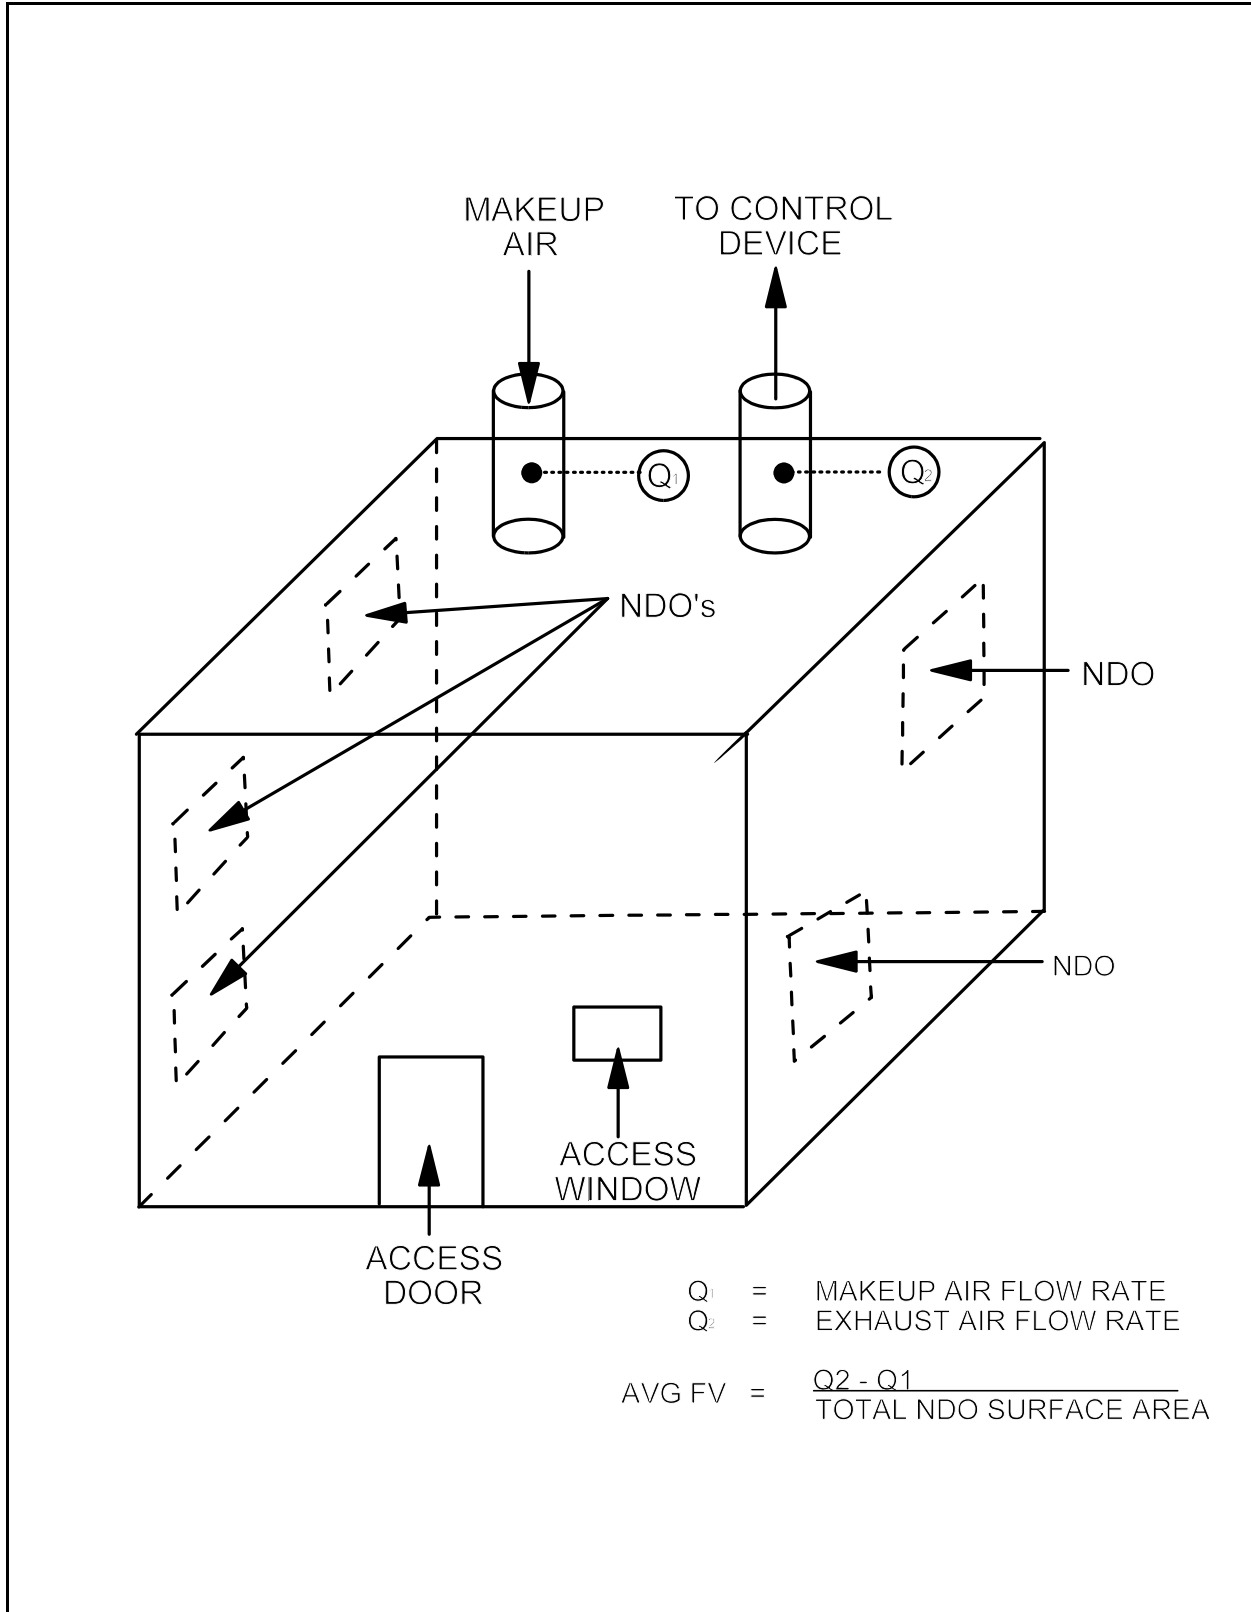 MAKEUP
AIR
TO CONTROL
DEVICE
Q1
Q2
NDO's
NDO
NDO
ACCESS
WINDOW
ACCESS
DOOR
Q1 = MAKEUP AIR FLOW RATE
Q2 = EXHAUST AIR FLOW RATE
AVG FV = Q2 - Q1
TOTAL NDO SURFACE AREA